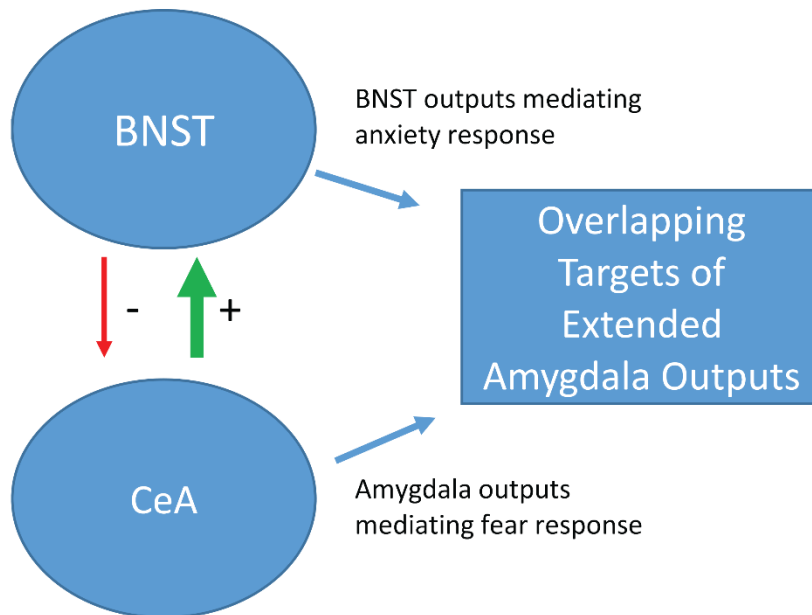 BNST
BNST outputs mediating
anxiety response
Overlapping
Targets of
Extended
Amygdala Outputs
-
+
CeA
Amygdala outputs
mediating fear response